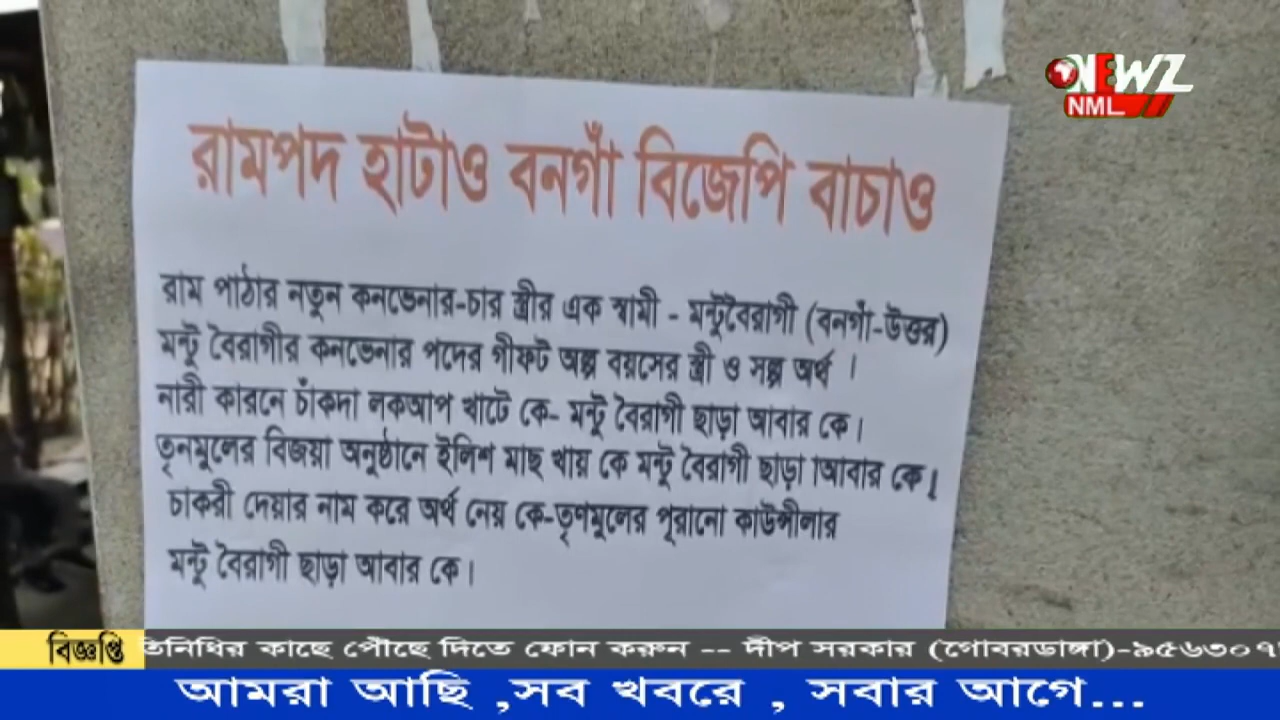 NEWZ
NML
রামপদ হাটাও বনগাঁ বিজেপি বাচাও
রাম পাঠার নতুন কনভেনার-চার স্ত্রীর এক স্বামী - মন্টুবৈরাগী (বনগাঁ-উত্তর)
মন্টু বৈরাগীর কনভেনার পদের গীফট অল্প বয়সের স্ত্রী ও সল্প অর্থ ।
নারী কারনে চাঁকদা লকআপ খাটে কে- মন্টু বৈরাগী ছাড়া আবার কে।
তৃনমুলের বিজয়া অনুষ্ঠানে ইলিশ মাছ খায় কে মন্টু বৈরাগী ছাড়া ।আবার কে।
চাকরী দেয়ার নাম করে অর্থ নেয় কে-তৃণমুলের পূরানো কাউন্সীলার
মন্টু বৈরাগী ছাড়া আবার কে।
বিজ্ঞপ্তি তিনিধির কাছে পৌঁছে দিতে ফোন করুন -- দীপ সরকার (গোবরডাঙ্গা)-৯৫৬৩০৭
আমরা আছি ,সব খবরে , সবার আগে...